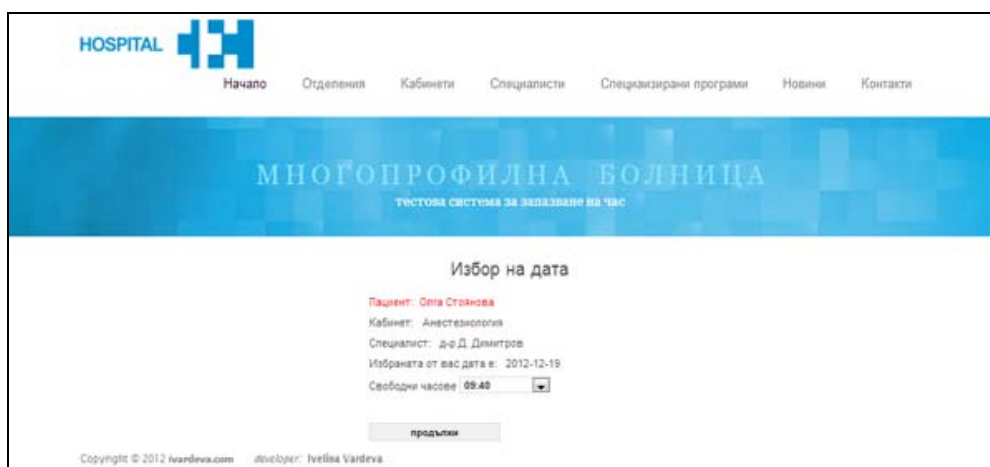 HOSPITAL
Начало Отделения Кабинети Специалисти Специаизирани програми Новини Контакти
МНОГОПРОФИЛНА БОЛНИЦА
тестова система за запазване на час
Избор на дата
Пациент: Олга Стоянова
Кабинет: Анестезиология
Специалист: д-р Д. Димитров
Избраната от вас дата е: 2012-12-19
Свободни часове 09:40
продължи
Copyright © 2012 ivardeva.com developer: Ivelina Vardeva